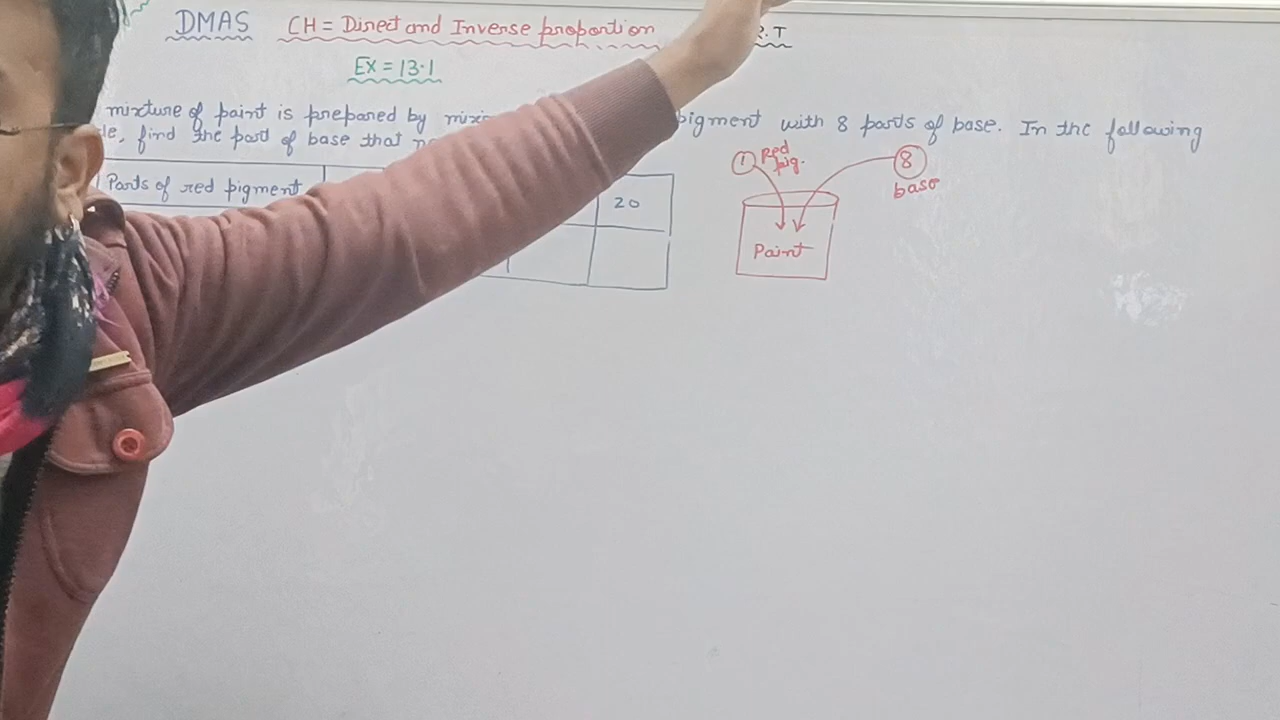 DMAS CH = Direct and Inverse proportion R.T
EX = 13.1
mixture of paint is prepared by pigment with 8 parts of base. In the following
find the part of base that
Parts of red pigment 20
1 Red pig. 8 base
Paint